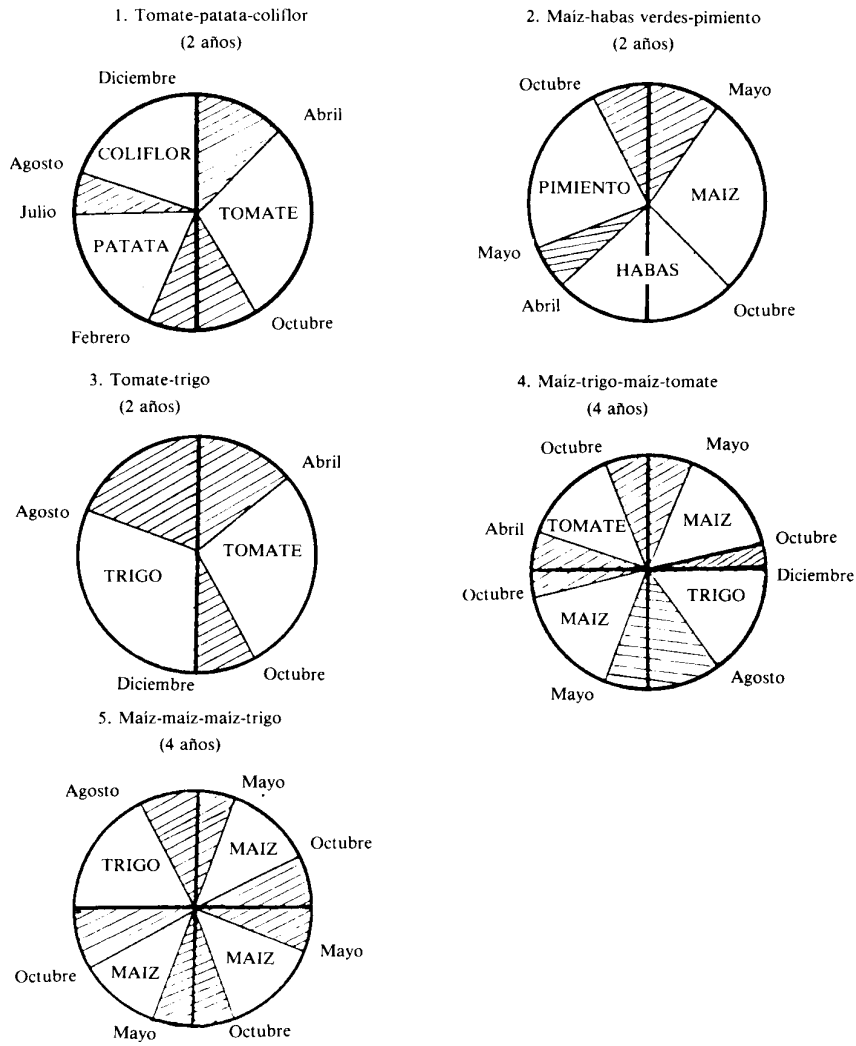 1. Tomate-patata-coliflor
(2 años)
Diciembre
Abril
Agosto
COLIFLOR
Julio
TOMATE
PATATA
Febrero
Octubre
2. Maíz-habas verdes-pimiento
(2 años)
Octubre
Mayo
PIMIENTO
MAIZ
Mayo
HABAS
Abril
Octubre
3. Tomate-trigo
(2 años)
Abril
Agosto
TOMATE
TRIGO
Diciembre
Octubre
4. Maíz-trigo-maíz-tomate
(4 años)
Octubre
Mayo
Abril
TOMATE
MAIZ
Octubre
Diciembre
Octubre
TRIGO
MAIZ
Mayo
Agosto
5. Maíz-maíz-maíz-trigo
(4 años)
Agosto
Mayo
TRIGO
MAIZ
Octubre
Mayo
Octubre
MAIZ
MAIZ
Mayo
Octubre